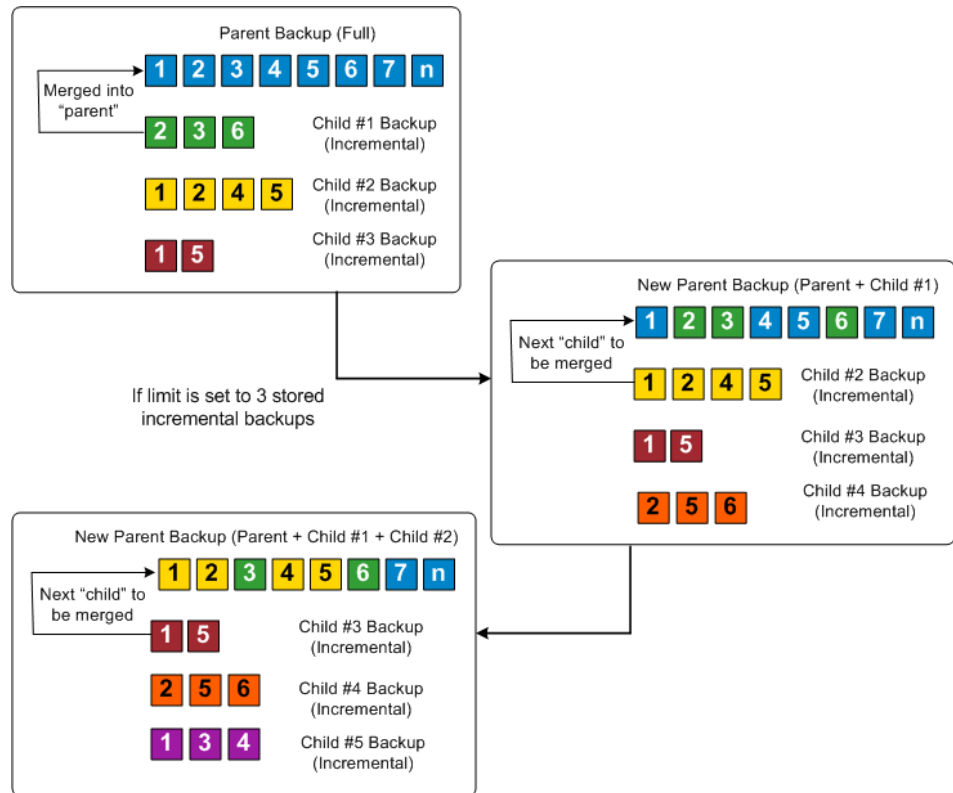 Parent Backup (Full)
1 2 3 4 5 6 7 n
Merged into
“parent”
2 3 6
Child #1 Backup
(Incremental)
1 2 4 5
Child #2 Backup
(Incremental)
1 5
Child #3 Backup
(Incremental)
If limit is set to 3 stored
incremental backups
New Parent Backup (Parent + Child #1)
1 2 3 4 5 6 7 n
Next “child” to
be merged
1 2 4 5
Child #2 Backup
(Incremental)
1 5
Child #3 Backup
(Incremental)
2 5 6
Child #4 Backup
(Incremental)
New Parent Backup (Parent + Child #1 + Child #2)
1 2 3 4 5 6 7 n
Next “child” to
be merged
1 5
Child #3 Backup
(Incremental)
2 5 6
Child #4 Backup
(Incremental)
1 3 4
Child #5 Backup
(Incremental)